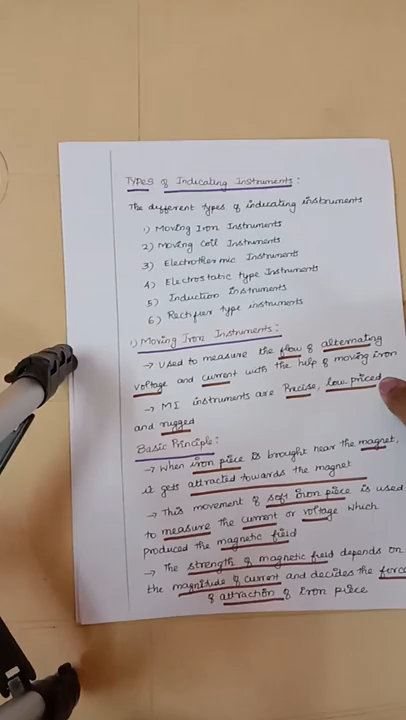 Types of Indicating Instruments:
The different types of indicating instruments
1) Moving Iron Instruments
2) Moving Coil Instruments
3) Electrothermic Instruments
4) Electrostatic type Instruments
5) Induction instruments
6) Rectifier type instruments
1) Moving Iron Instruments:
→ Used to measure the flow of alternating
voltage and current with the help of moving iron
→ MI instruments are Precise, low priced
and rugged
Basic Principle:
→ When iron piece is brought near the magnet,
it gets attracted towards the magnet
→ This movement of soft iron piece is used
to measure the current or voltage which
produced the magnetic field
→ The strength of magnetic field depends on
the magnitude of current and decides the force
of attraction of iron piece